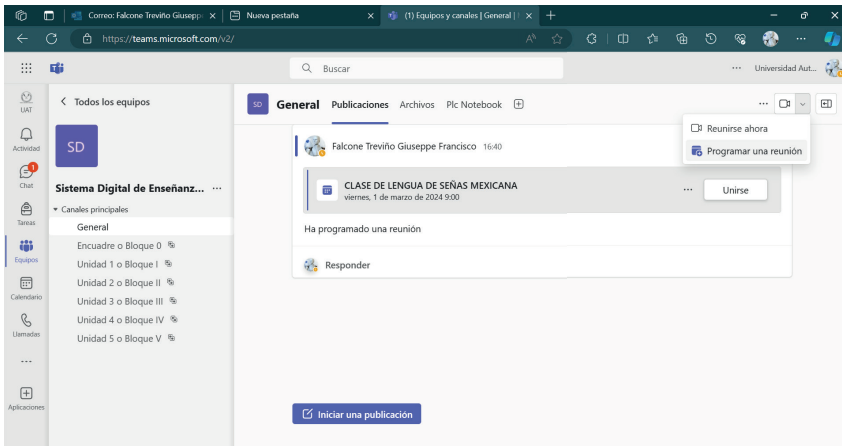 Correo: Falcone Treviño Giusepp
Nueva pestaña
(1) Equipos y canales | General |
https://teams.microsoft.com/v2/
Buscar
Universidad Aut...
UAT
Actividad
1
Chat
Tareas
Equipos
Calendario
Llamadas
Aplicaciones
Todos los equipos
SD
Sistema Digital de Enseñanz...
Canales principales
General
Encuadre o Bloque 0
Unidad 1 o Bloque I
Unidad 2 o Bloque II
Unidad 3 o Bloque III
Unidad 4 o Bloque IV
Unidad 5 o Bloque V
SD General Publicaciones Archivos Plc Notebook
Reunirse ahora
Programar una reunión
Falcone Treviño Giuseppe Francisco 16:40
CLASE DE LENGUA DE SEÑAS MEXICANA
viernes, 1 de marzo de 2024 9:00
Unirse
Ha programado una reunión
Responder
Iniciar una publicación